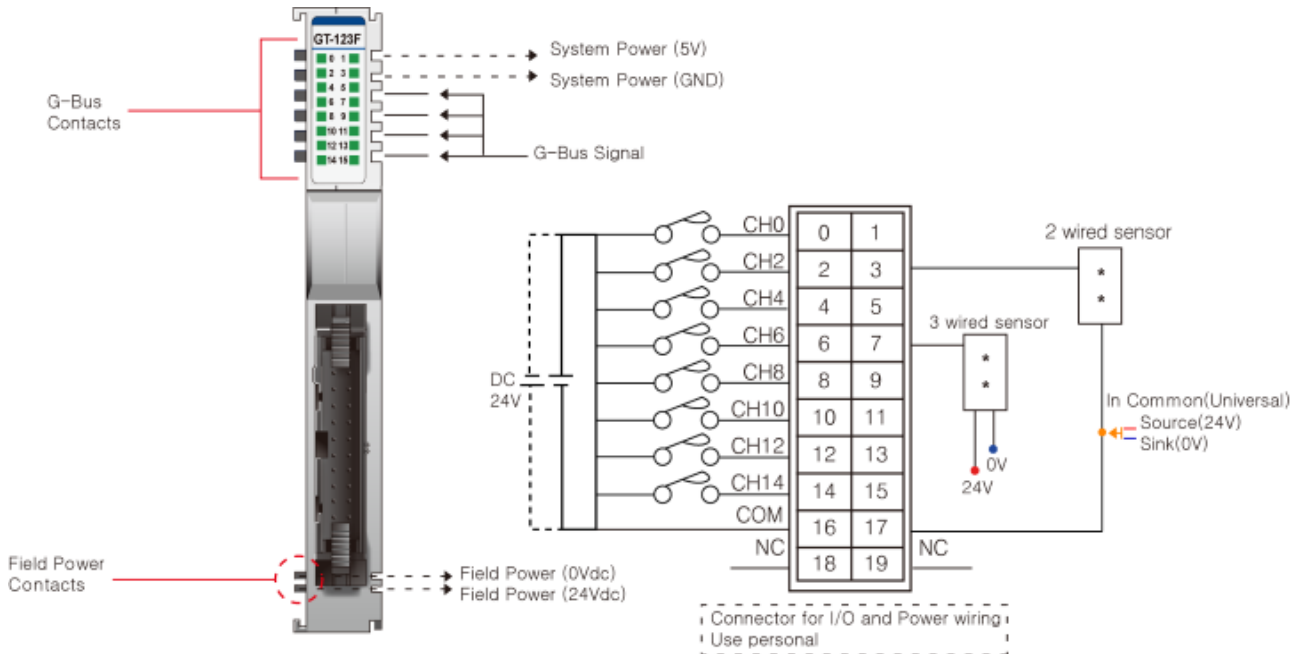 GT-123F
0 1
2 3
4 5
6 7
8 9
10 11
12 13
14 15
System Power (5V)
System Power (GND)
G-Bus
Contacts
G-Bus Signal
CH0
CH2
CH4
CH6
CH8
CH10
CH12
CH14
COM
NC
DC
24V
0 1
2 3
4 5
6 7
8 9
10 11
12 13
14 15
16 17
18 19
NC
2 wired sensor
*
*
3 wired sensor
*
*
0V
24V
In Common(Universal)
Source(24V)
Sink(0V)
Field Power
Contacts
Field Power (0Vdc)
Field Power (24Vdc)
Connector for I/O and Power wiring
Use personal